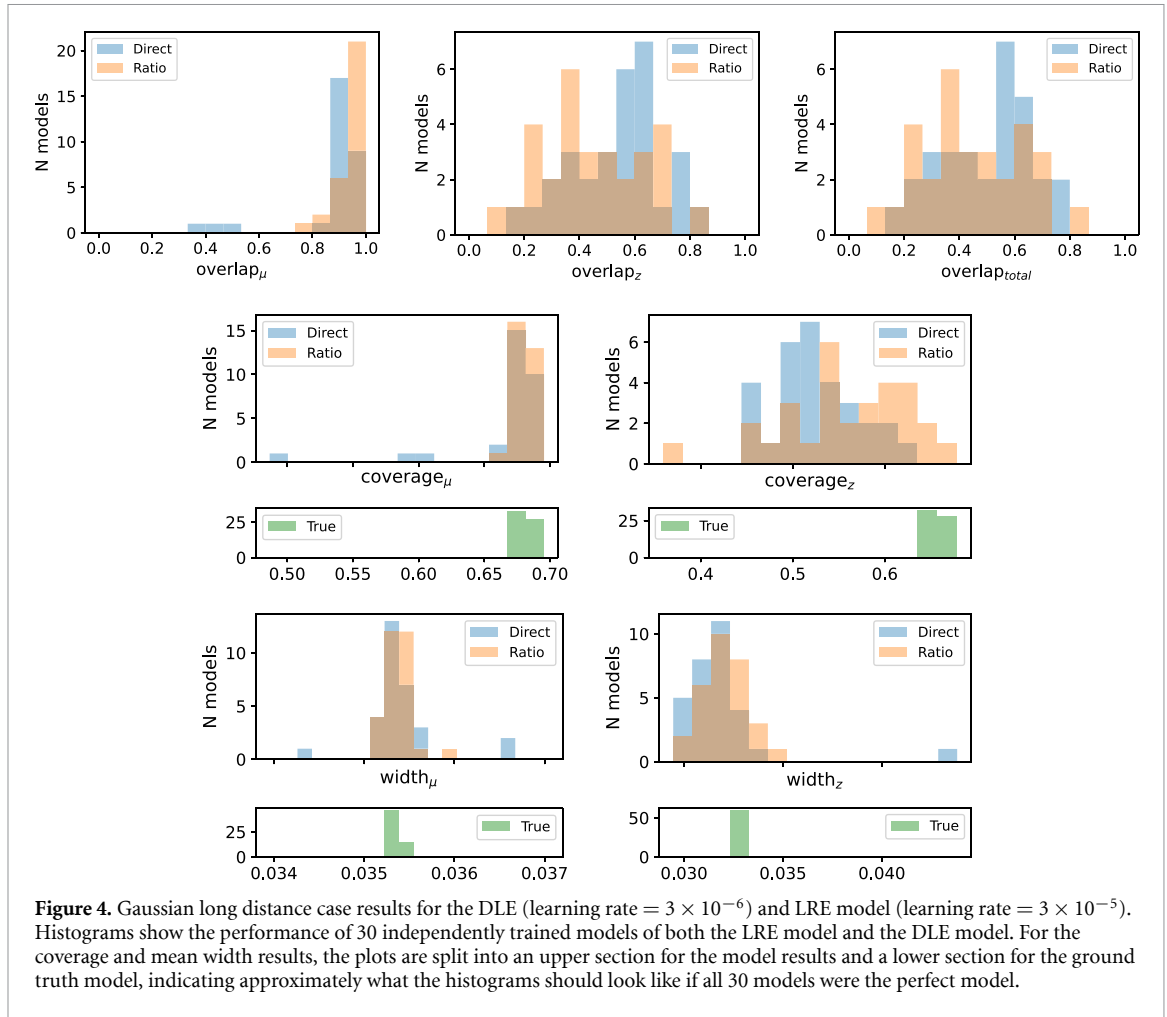 20
15
10
5
0
N models
Direct
Ratio
0.0 0.2 0.4 0.6 0.8 1.0
overlapμ
6
4
2
0
N models
Direct
Ratio
0.0 0.2 0.4 0.6 0.8 1.0
overlapz
6
4
2
0
N models
Direct
Ratio
0.0 0.2 0.4 0.6 0.8 1.0
overlaptotal
15
10
5
0
N models
Direct
Ratio
coverageμ
25
0
True
0.50 0.55 0.60 0.65 0.70
6
4
2
0
N models
Direct
Ratio
coveragez
25
0
True
0.4 0.5 0.6
10
5
0
N models
Direct
Ratio
widthμ
25
0
True
0.034 0.035 0.036 0.037
10
5
0
N models
Direct
Ratio
widthz
50
0
True
0.030 0.035 0.040
Figure 4. Gaussian long distance case results for the DLE (learning rate = 3 × 10−6) and LRE model (learning rate = 3 × 10−5).
Histograms show the performance of 30 independently trained models of both the LRE model and the DLE model. For the
coverage and mean width results, the plots are split into an upper section for the model results and a lower section for the ground
truth model, indicating approximately what the histograms should look like if all 30 models were the perfect model.